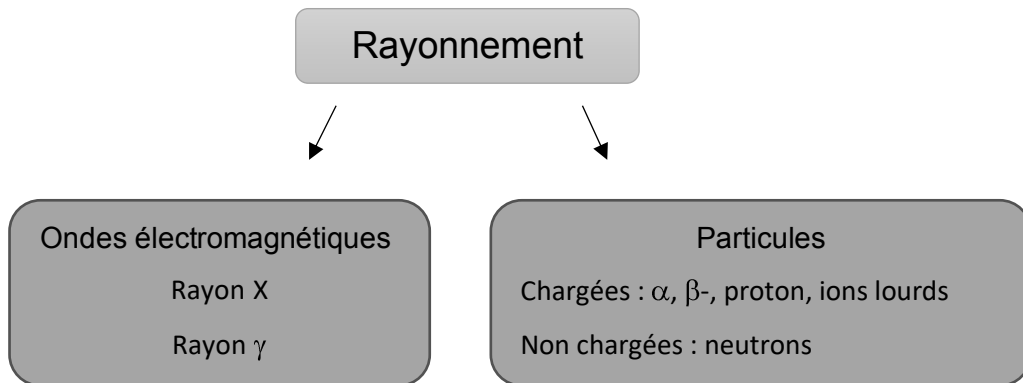 Rayonnement
Ondes électromagnétiques
Rayon X
Rayon γ
Particules
Chargées : α, β-, proton, ions lourds
Non chargées : neutrons